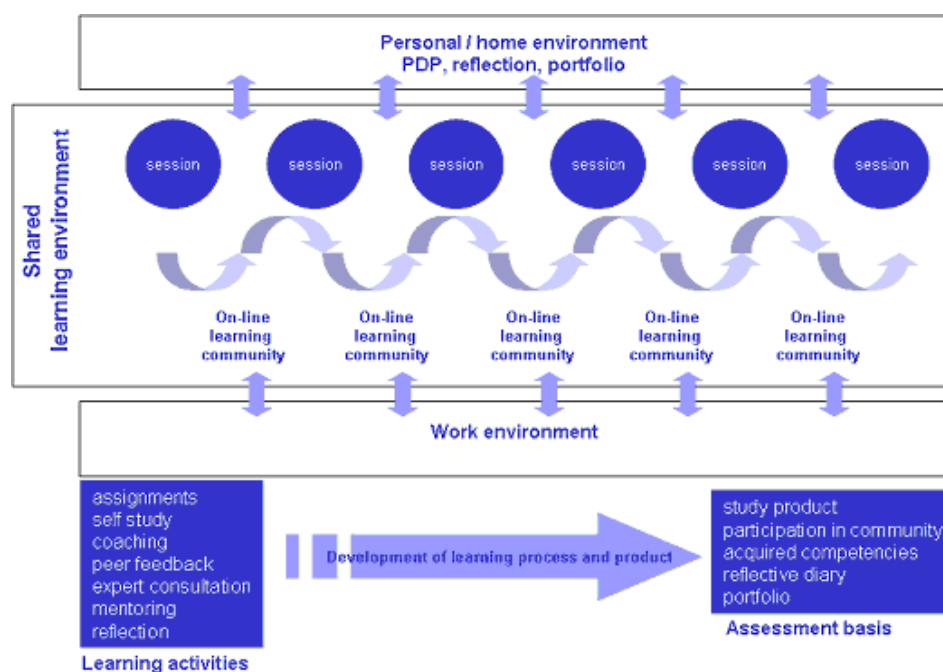 Personal / home environment
PDP, reflection, portfolio
Shared
learning environment
session
session
session
session
session
session
On-line
learning
community
On-line
learning
community
On-line
learning
community
On-line
learning
community
On-line
learning
community
Work environment
assignments
self study
coaching
peer feedback
expert consultation
mentoring
reflection
Learning activities
Development of learning process and product
study product
participation in community
acquired competencies
reflective diary
portfolio
Assessment basis